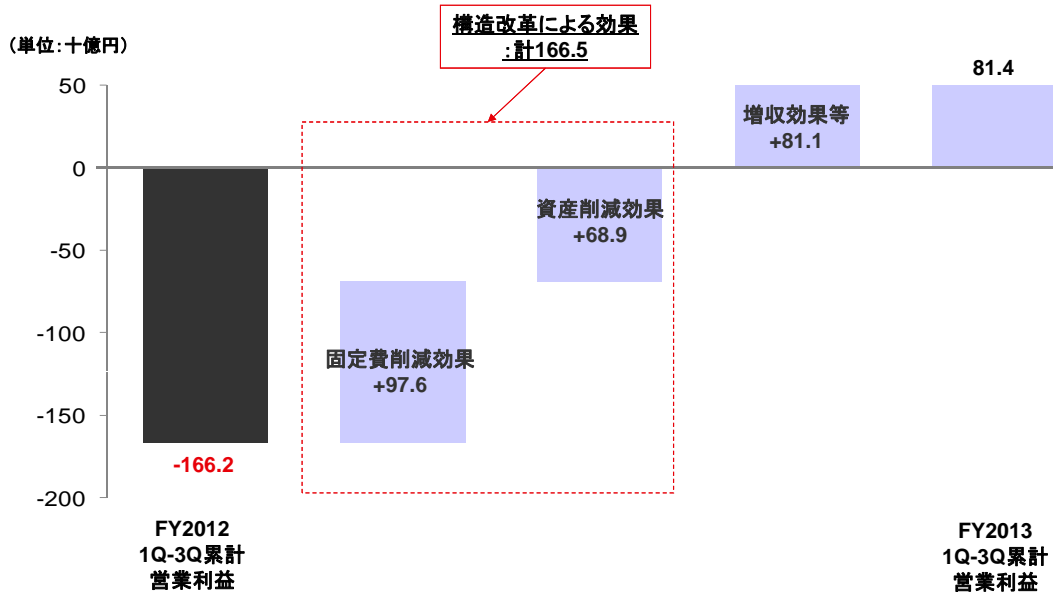 構造改革による効果
:計166.5
(単位:十億円)
50
0
-50
-100
-150
-200
81.4
増収効果等
+81.1
資産削減効果
+68.9
固定費削減効果
+97.6
-166.2
FY2012
1Q-3Q累計
営業利益
FY2013
1Q-3Q累計
営業利益